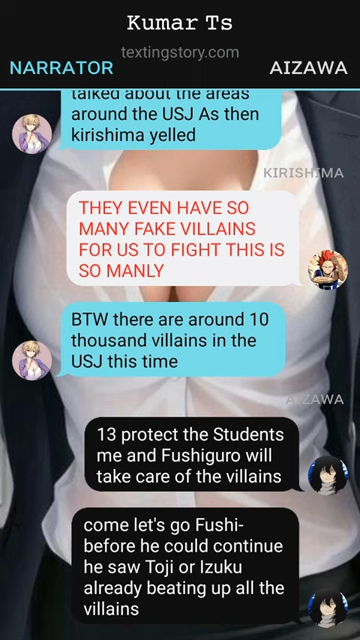 Kumar Ts
textingstory.com
NARRATOR
AIZAWA
talked about the areas
around the USJ As then
kirishima yelled
KIRISHIMA
THEY EVEN HAVE SO
MANY FAKE VILLAINS
FOR US TO FIGHT THIS IS
SO MANLY
BTW there are around 10
thousand villains in the
USJ this time
AIZAWA
13 protect the Students
me and Fushiguro will
take care of the villains
come let's go Fushi-
before he could continue
he saw Toji or Izuku
already beating up all the
villains